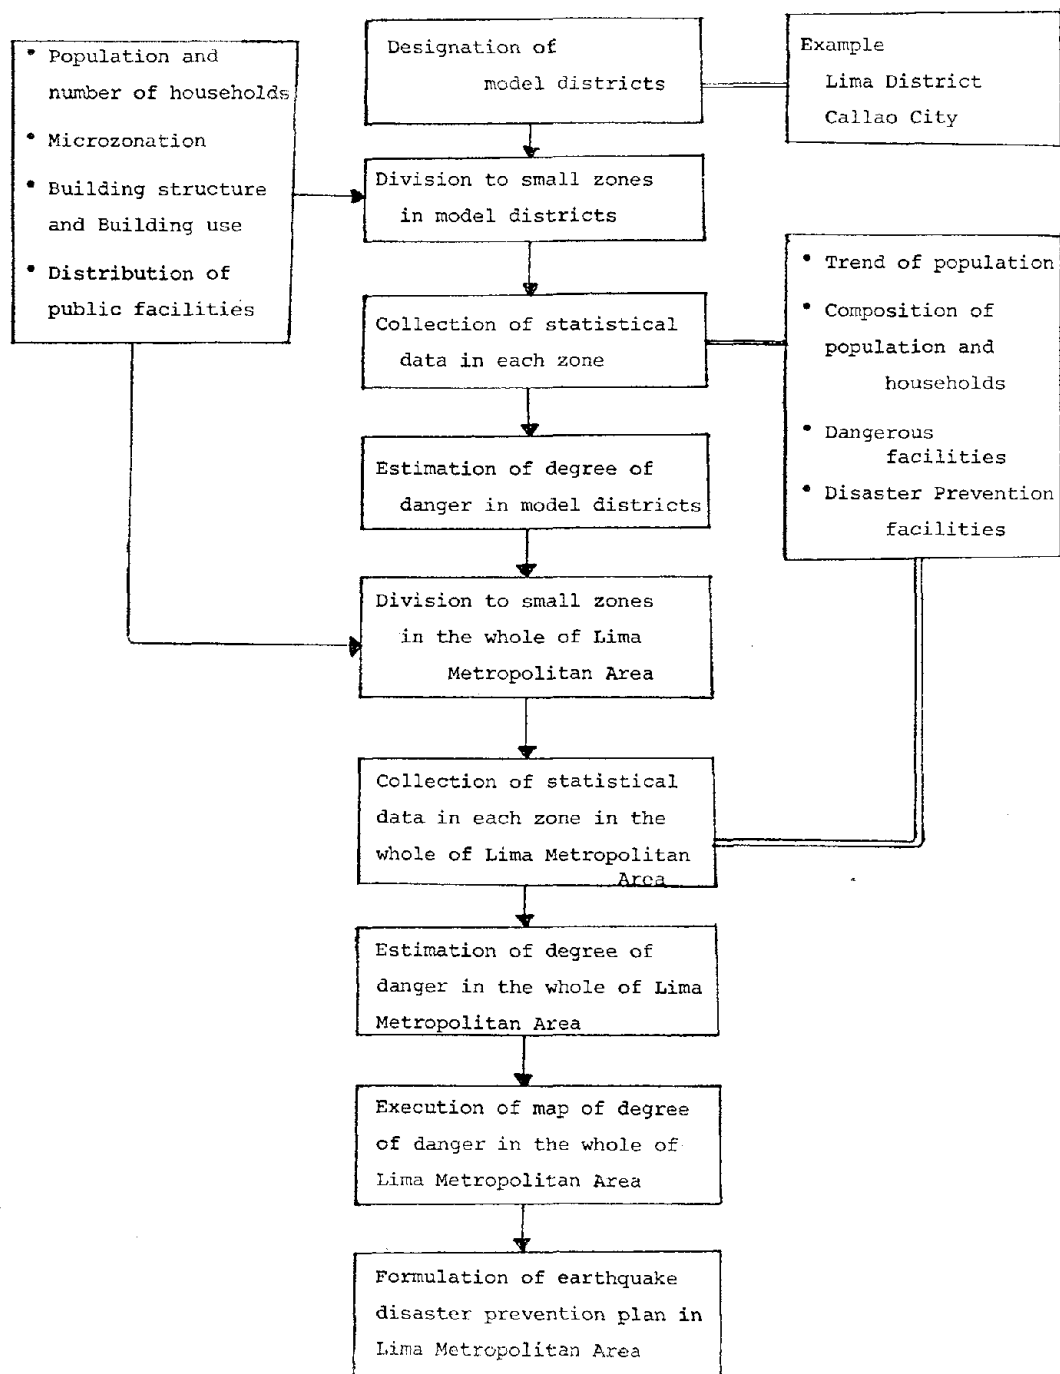 Designation of
model districts
Example
Lima District
Callao City
• Population and
number of households
• Microzonation
• Building structure
and Building use
• Distribution of
public facilities
Division to small zones
in model districts
Collection of statistical
data in each zone
• Trend of population
• Composition of
population and
households
• Dangerous
facilities
• Disaster Prevention
facilities
Estimation of degree of
danger in model districts
Division to small zones
in the whole of Lima
Metropolitan Area
Collection of statistical
data in each zone in the
whole of Lima Metropolitan
Area
Estimation of degree of
danger in the whole of Lima
Metropolitan Area
Execution of map of degree
of danger in the whole of
Lima Metropolitan Area
Formulation of earthquake
disaster prevention plan in
Lima Metropolitan Area